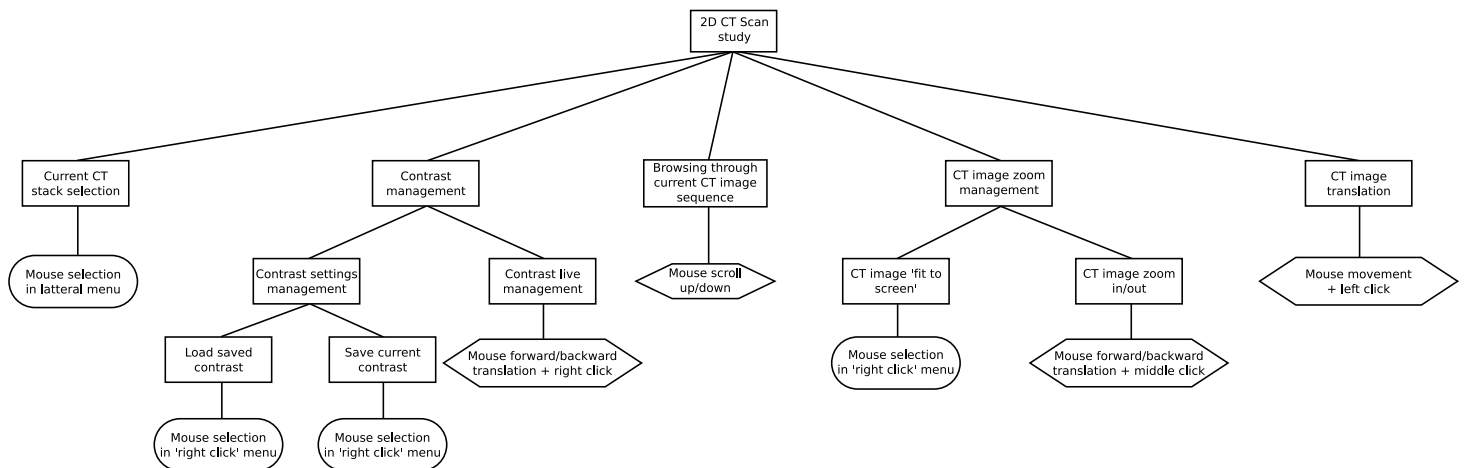 2D CT Scan
study
Current CT
stack selection
Contrast
management
Browsing through
current CT image
sequence
CT image zoom
management
CT image
translation
Mouse selection
in latteral menu
Contrast settings
management
Contrast live
management
Mouse scroll
up/down
CT image 'fit to
screen'
CT image zoom
in/out
Mouse movement
+ left click
Load saved
contrast
Save current
contrast
Mouse forward/backward
translation + right click
Mouse selection
in 'right click' menu
Mouse forward/backward
translation + middle click
Mouse selection
in 'right click' menu
Mouse selection
in 'right click' menu